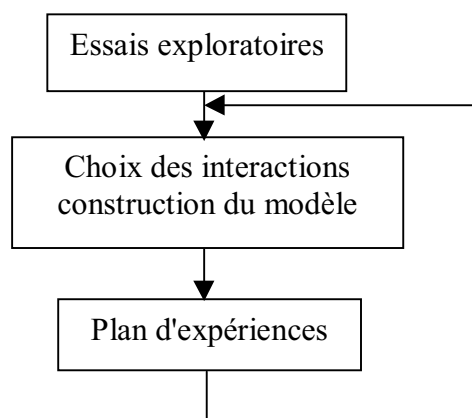 Essais exploratoires
Choix des interactions
construction du modèle
Plan d'expériences